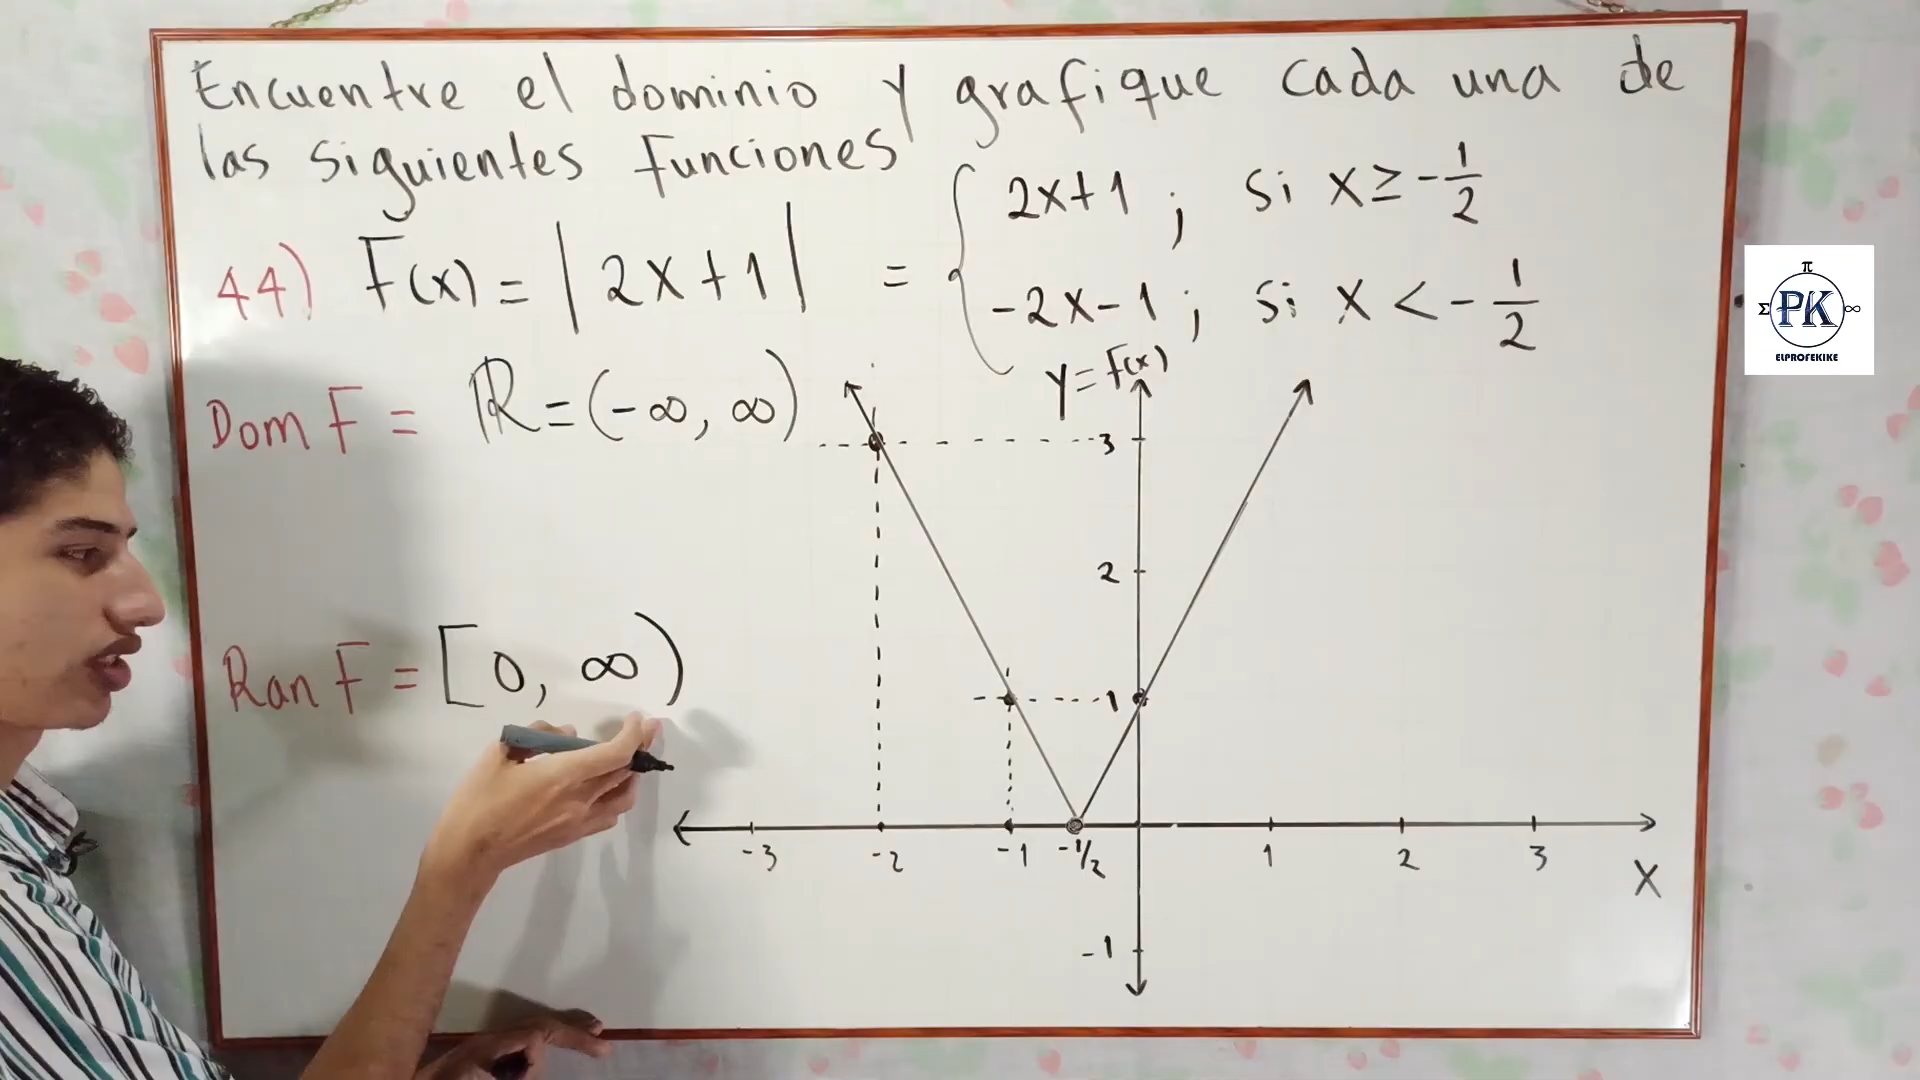 Encuentre el dominio y grafique cada una de
las siguientes funciones
44) F(x) = | 2x+1 | = { 2x+1 ; si x ≥ -1/2
-2x-1 ; si x < -1/2
Dom F = ℝ = (-∞, ∞)
Ran F = [0, ∞)
y = f(x)
3
2
1
-3 -2 -1 -1/2 1 2 3
X
-1
π
Σ PK ∞
ELPROFEKIKE